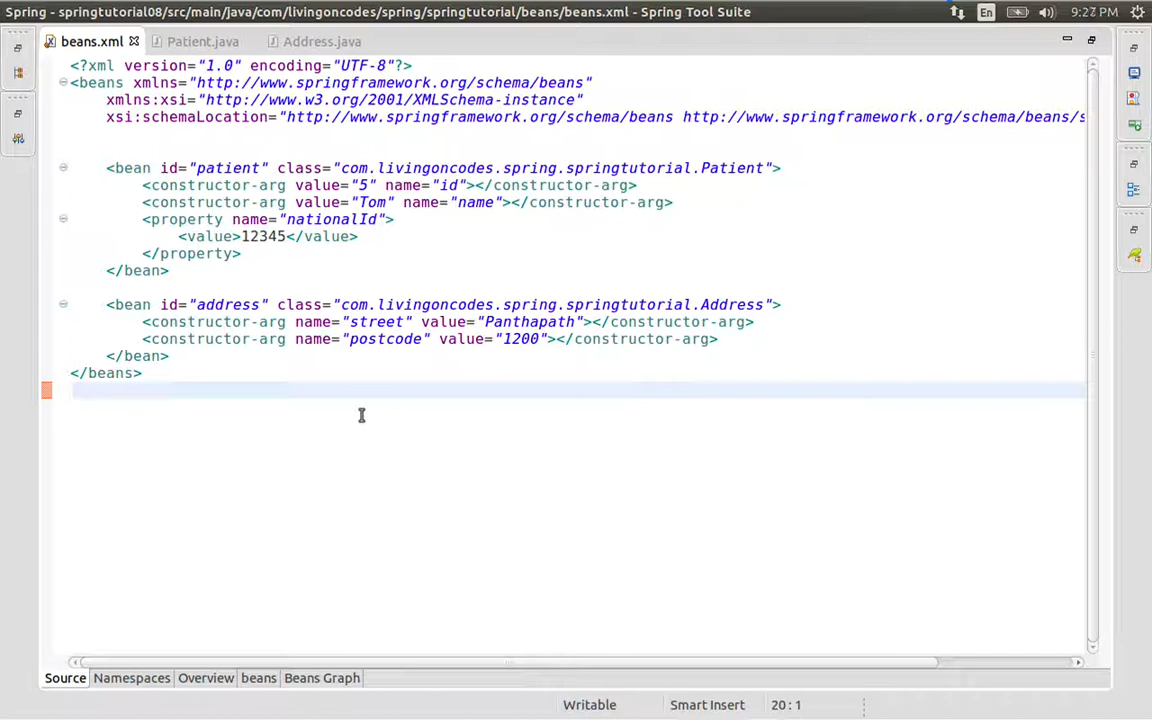 Spring - springtutorial08/src/main/java/com/livingoncodes/spring/springtutorial/beans/beans.xml - Spring Tool Suite
En
9:27 PM
beans.xml
Patient.java
Address.java
<?xml version="1.0" encoding="UTF-8"?>
<beans xmlns="http://www.springframework.org/schema/beans"
xmlns:xsi="http://www.w3.org/2001/XMLSchema-instance"
xsi:schemaLocation="http://www.springframework.org/schema/beans http://www.springframework.org/schema/beans/s
<bean id="patient" class="com.livingoncodes.spring.springtutorial.Patient">
<constructor-arg value="5" name="id"></constructor-arg>
<constructor-arg value="Tom" name="name"></constructor-arg>
<property name="nationalId">
<value>12345</value>
</property>
</bean>
<bean id="address" class="com.livingoncodes.spring.springtutorial.Address">
<constructor-arg name="street" value="Panthapath"></constructor-arg>
<constructor-arg name="postcode" value="1200"></constructor-arg>
</bean>
</beans>
Source
Namespaces
Overview
beans
Beans Graph
Writable
Smart Insert
20 : 1